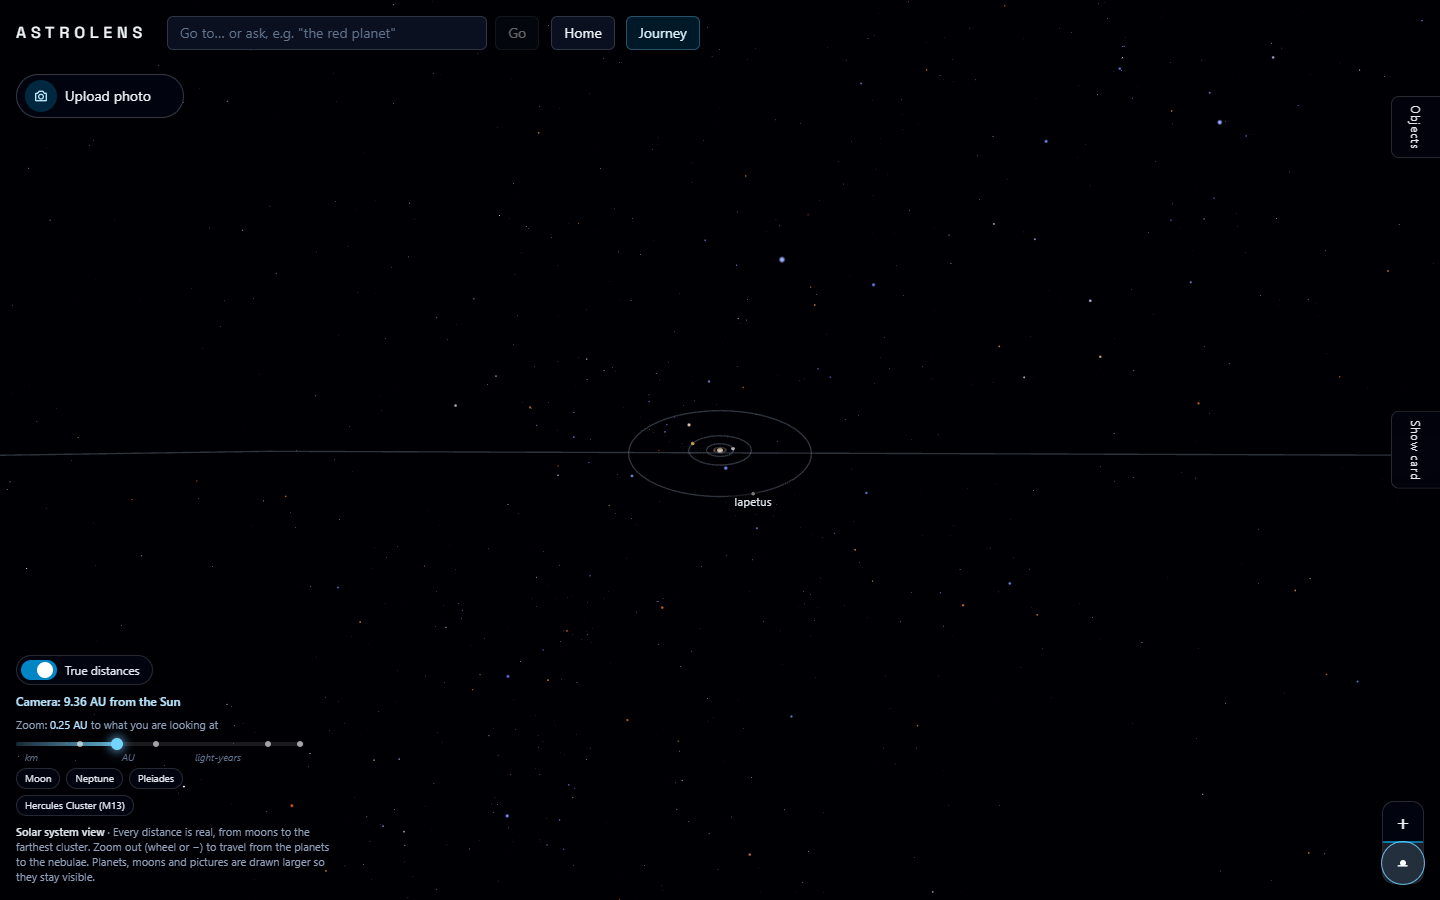 ASTROLENS
Go to... or ask, e.g. "the red planet"
Go
Home
Journey
Upload photo
Objects
Show card
Iapetus
True distances
Camera: 9.36 AU from the Sun
Zoom: 0.25 AU to what you are looking at
km
AU
light-years
Moon
Neptune
Pleiades
Hercules Cluster (M13)
Solar system view · Every distance is real, from moons to the
farthest cluster. Zoom out (wheel or −) to travel from the planets
to the nebulae. Planets, moons and pictures are drawn larger so
they stay visible.
+